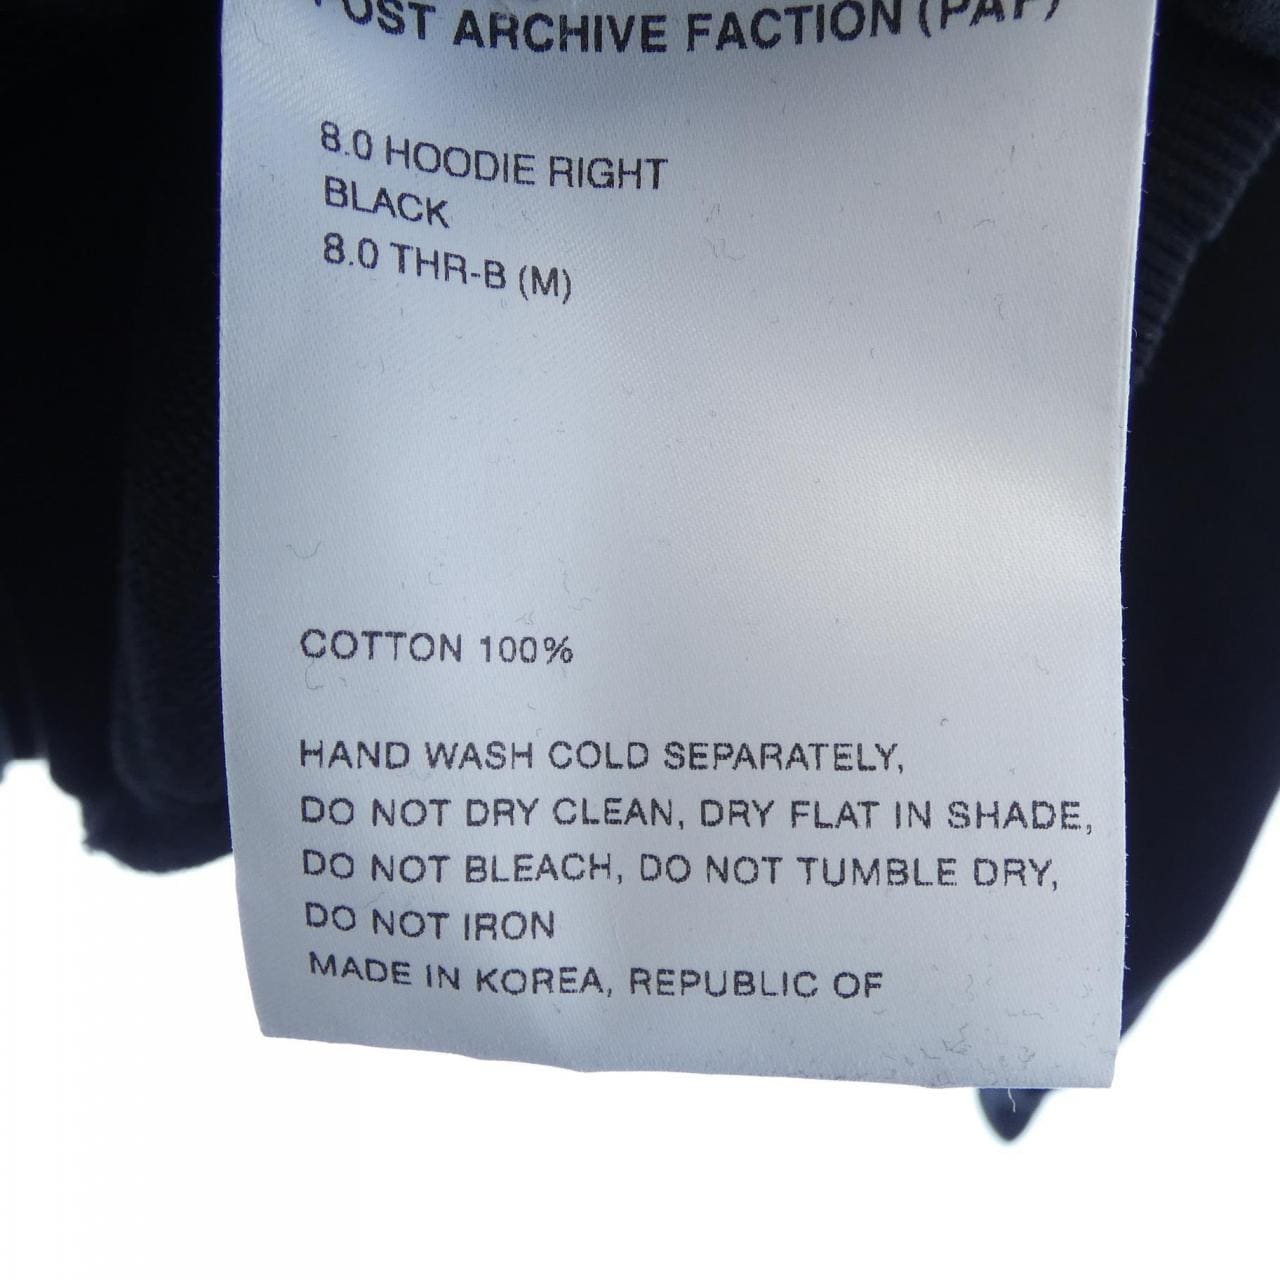 POST ARCHIVE FACTION (PAF)
8.0 HOODIE RIGHT
BLACK
8.0 THR-B (M)
COTTON 100%
HAND WASH COLD SEPARATELY,
DO NOT DRY CLEAN, DRY FLAT IN SHADE,
DO NOT BLEACH, DO NOT TUMBLE DRY,
DO NOT IRON
MADE IN KOREA, REPUBLIC OF